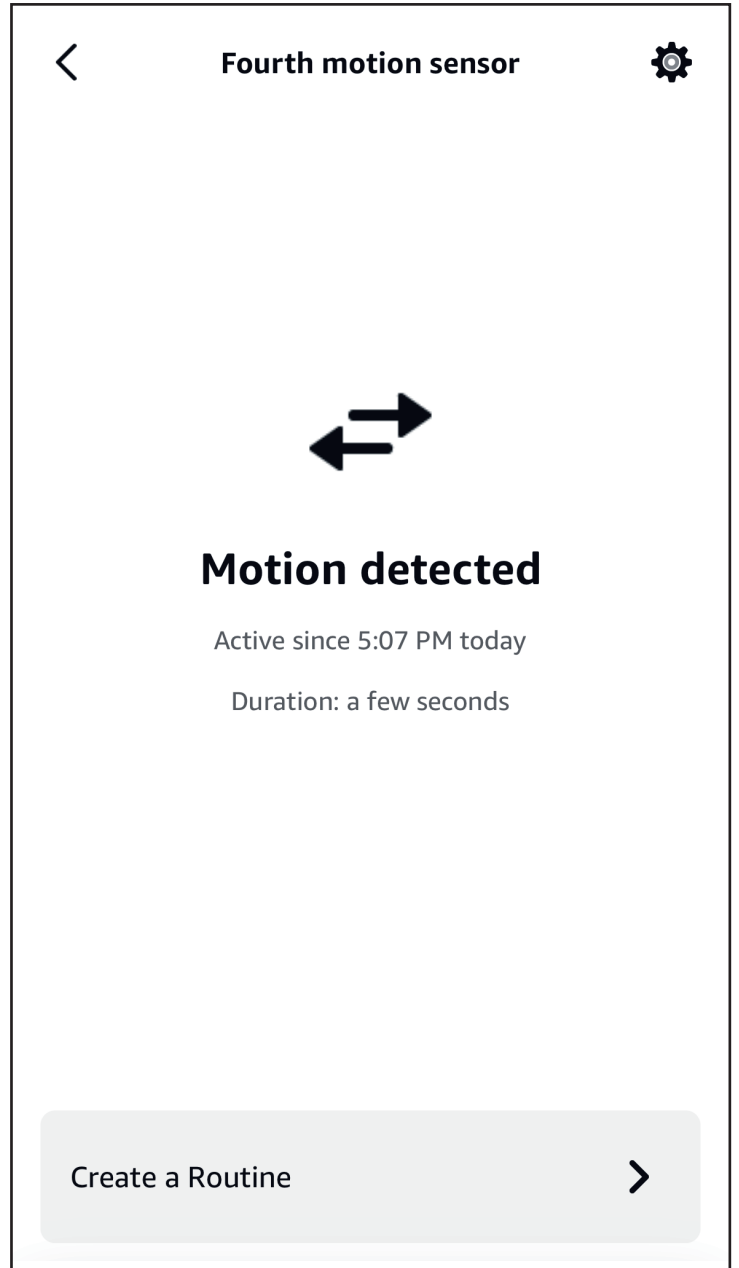 Fourth motion sensor
Motion detected
Active since 5:07 PM today
Duration: a few seconds
Create a Routine